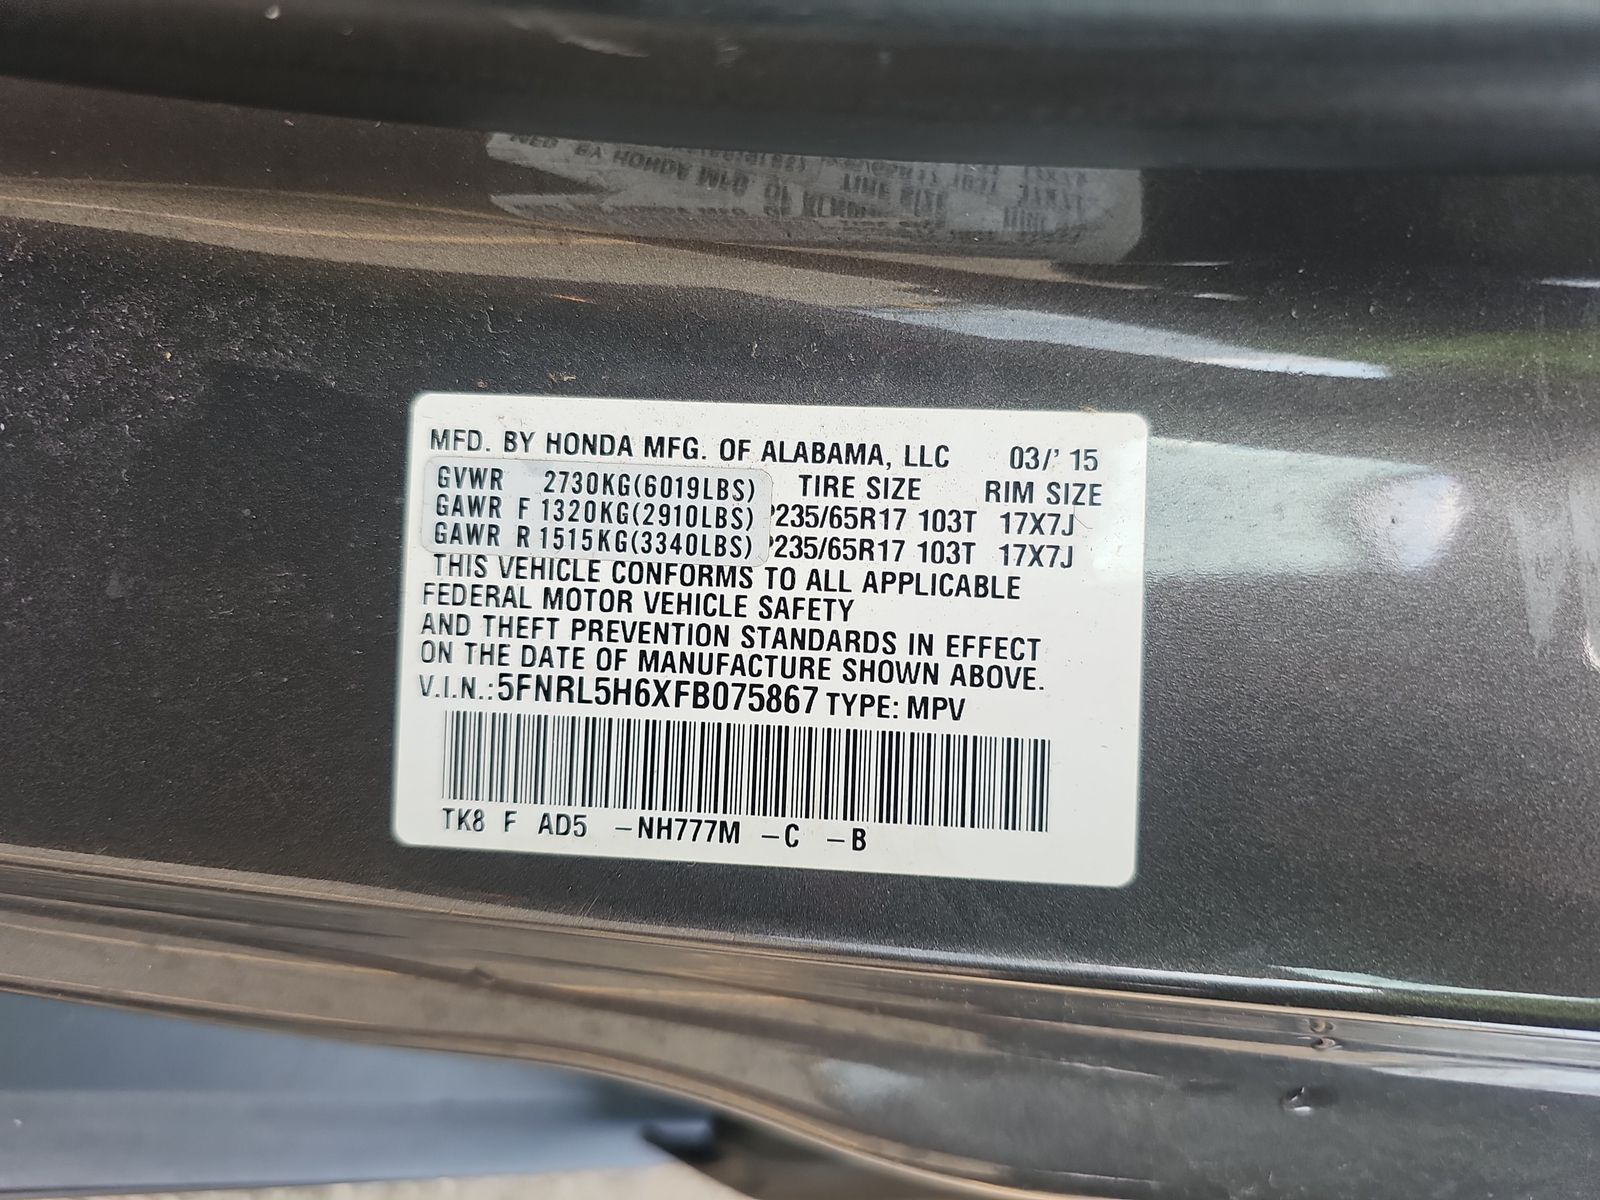 MFD. BY HONDA MFG. OF ALABAMA, LLC 03/' 15
GVWR 2730KG(6019LBS) TIRE SIZE RIM SIZE
GAWR F 1320KG(2910LBS) P235/65R17 103T 17X7J
GAWR R 1515KG(3340LBS) P235/65R17 103T 17X7J
THIS VEHICLE CONFORMS TO ALL APPLICABLE
FEDERAL MOTOR VEHICLE SAFETY
AND THEFT PREVENTION STANDARDS IN EFFECT
ON THE DATE OF MANUFACTURE SHOWN ABOVE.
V.I.N.: 5FNRL5H6XFB075867 TYPE: MPV
TK8 F AD5 -NH777M -C -B